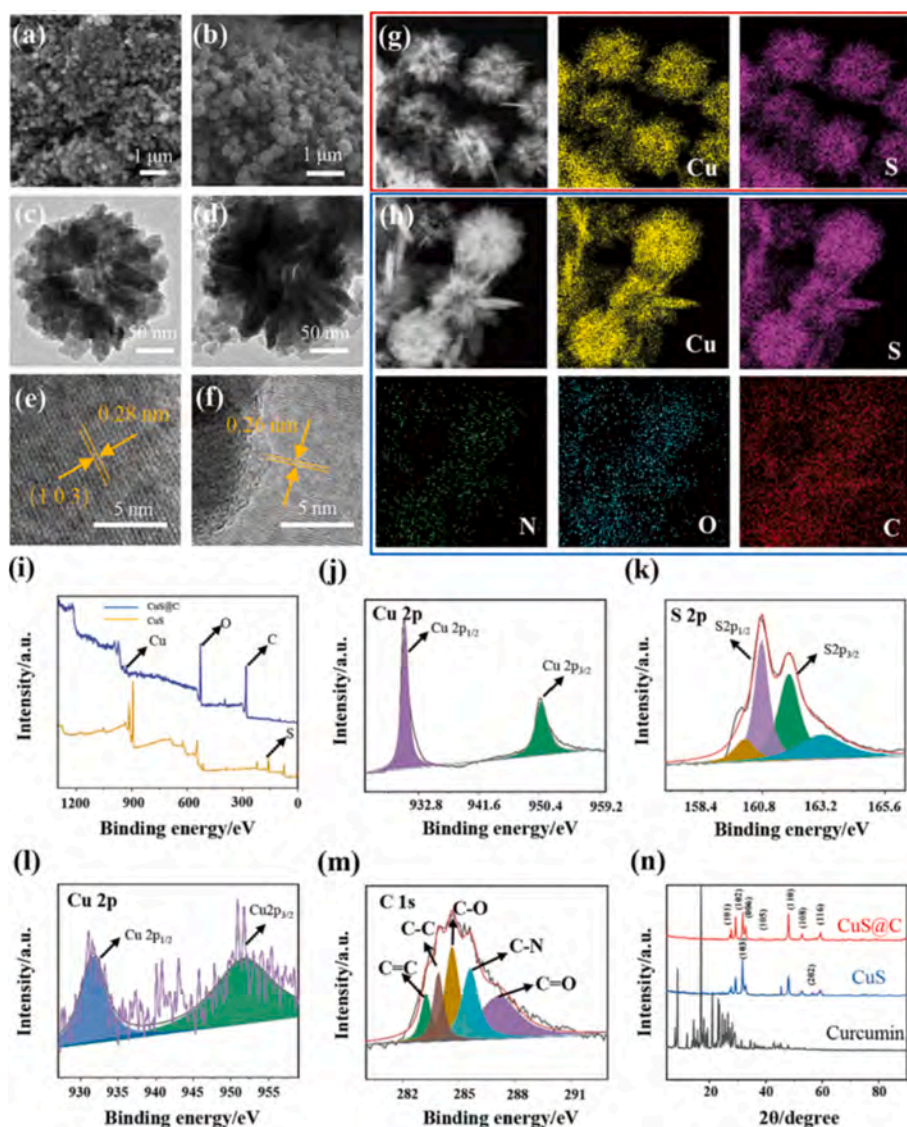 (a)
1 μm
(b)
1 μm
(g)
Cu
S
(c)
50 nm
(d)
50 nm
(h)
Cu
S
(e)
0.28 nm
(1 0 3)
5 nm
(f)
0.26 nm
5 nm
N
O
C
(i)
CuS@C
CuS
Cu
O
C
S
Intensity/a.u.
1200 900 600 300 0
Binding energy/eV
(j)
Cu 2p
Cu 2p1/2
Cu 2p3/2
Intensity/a.u.
932.8 941.6 950.4 959.2
Binding energy/eV
(k)
S 2p
S2p1/2
S2p3/2
Intensity/a.u.
158.4 160.8 163.2 165.6
Binding energy/eV
(l)
Cu 2p
Cu 2p1/2
Cu2p3/2
Intensity/a.u.
930 935 940 945 950 955
Binding energy/eV
(m)
C 1s
C-O
C-C
C-N
C=C
C=O
Intensity/a.u.
282 285 288 291
Binding energy/eV
(n)
(101)
(102)
(006)
(105)
(110)
(108)
(116)
CuS@C
(103)
(202)
CuS
Curcumin
Intensity/a.u.
20 40 60 80
2θ/degree